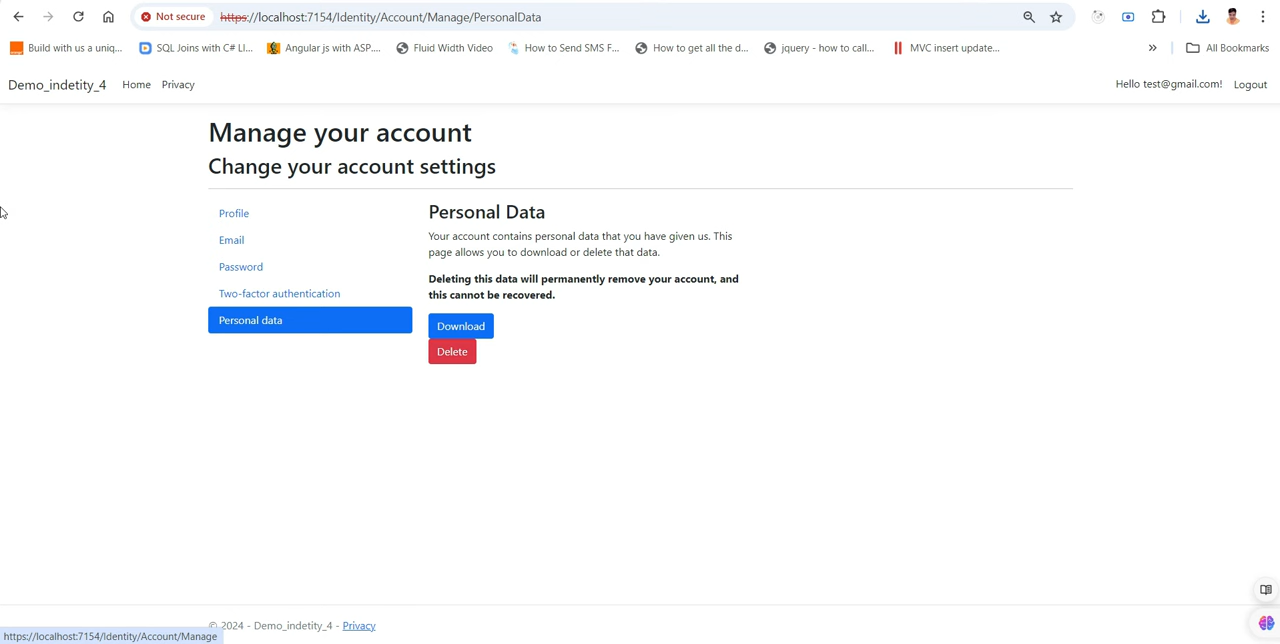 Not secure https://localhost:7154/Identity/Account/Manage/PersonalData
Build with us a uniq... SQL Joins with C# LI... Angular js with ASP.... Fluid Width Video How to Send SMS F... How to get all the d... jquery - how to call... MVC insert update... » All Bookmarks
Demo_indetity_4 Home Privacy Hello test@gmail.com! Logout
Manage your account
Change your account settings
Profile
Email
Password
Two-factor authentication
Personal data
Personal Data
Your account contains personal data that you have given us. This
page allows you to download or delete that data.
Deleting this data will permanently remove your account, and
this cannot be recovered.
Download
Delete
© 2024 - Demo_indetity_4 - Privacy
https://localhost:7154/Identity/Account/Manage